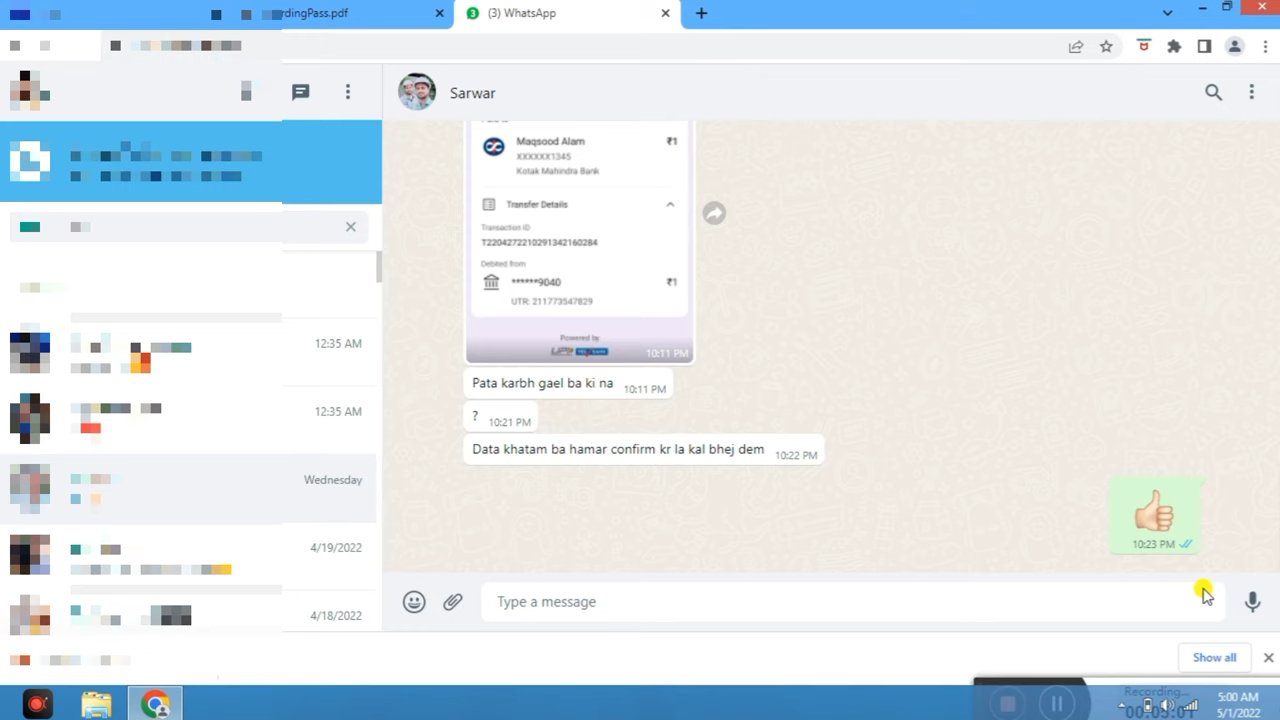 rdingPass.pdf
(3) WhatsApp
Sarwar
Maqsood Alam
₹1
XXXXXX1345
Kotak Mahindra Bank
Transfer Details
Transaction ID
T2204272210291342160284
Debited from
******9040
₹1
UTR: 211773547829
Powered by
10:11 PM
Pata karbh gael ba ki na
10:11 PM
?
10:21 PM
Data khatam ba hamar confirm kr la kal bhej dem
10:22 PM
10:23 PM
12:35 AM
12:35 AM
Wednesday
4/19/2022
4/18/2022
Type a message
Show all
Recording...
5:00 AM
5/1/2022